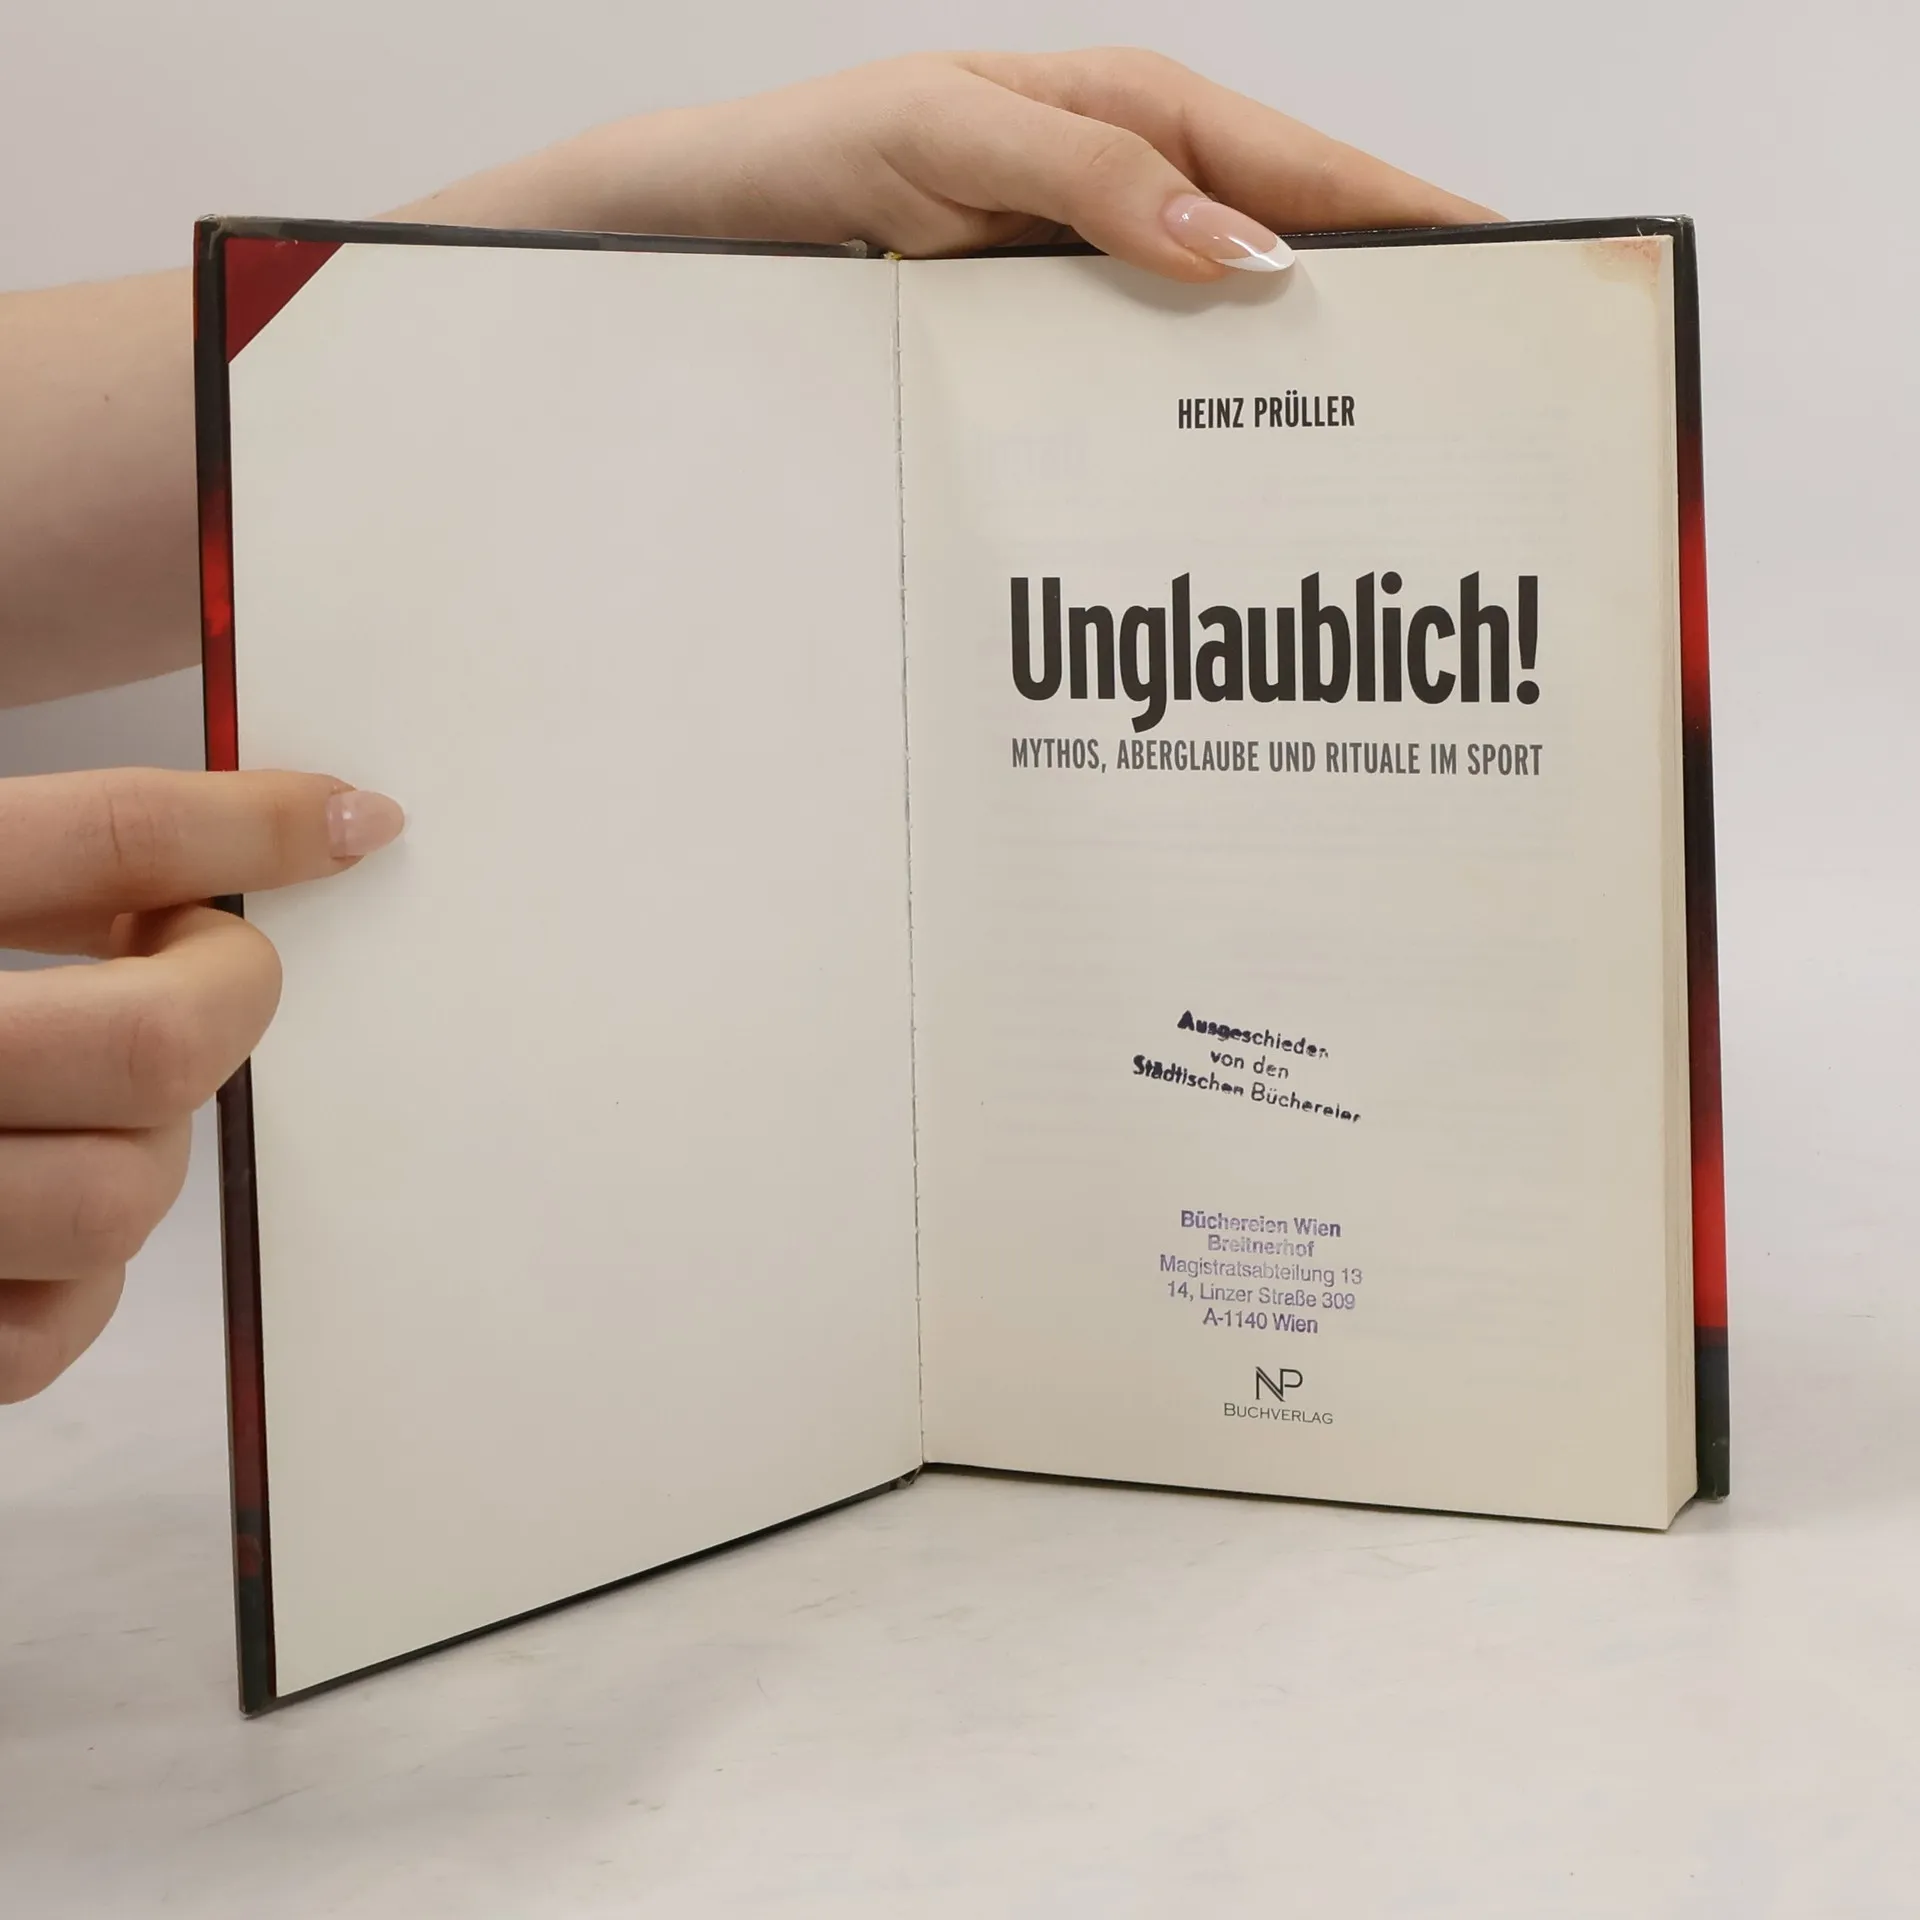 HEINZ PRÜLLER
Unglaublich!
MYTHOS, ABERGLAUBE UND RITUALE IM SPORT
Ausgeschieden
von den
Städtischen Büchereien
Büchereien Wien
Breitnerhof
Magistratsabteilung 13
14, Linzer Straße 309
A-1140 Wien
NP
BUCHVERLAG